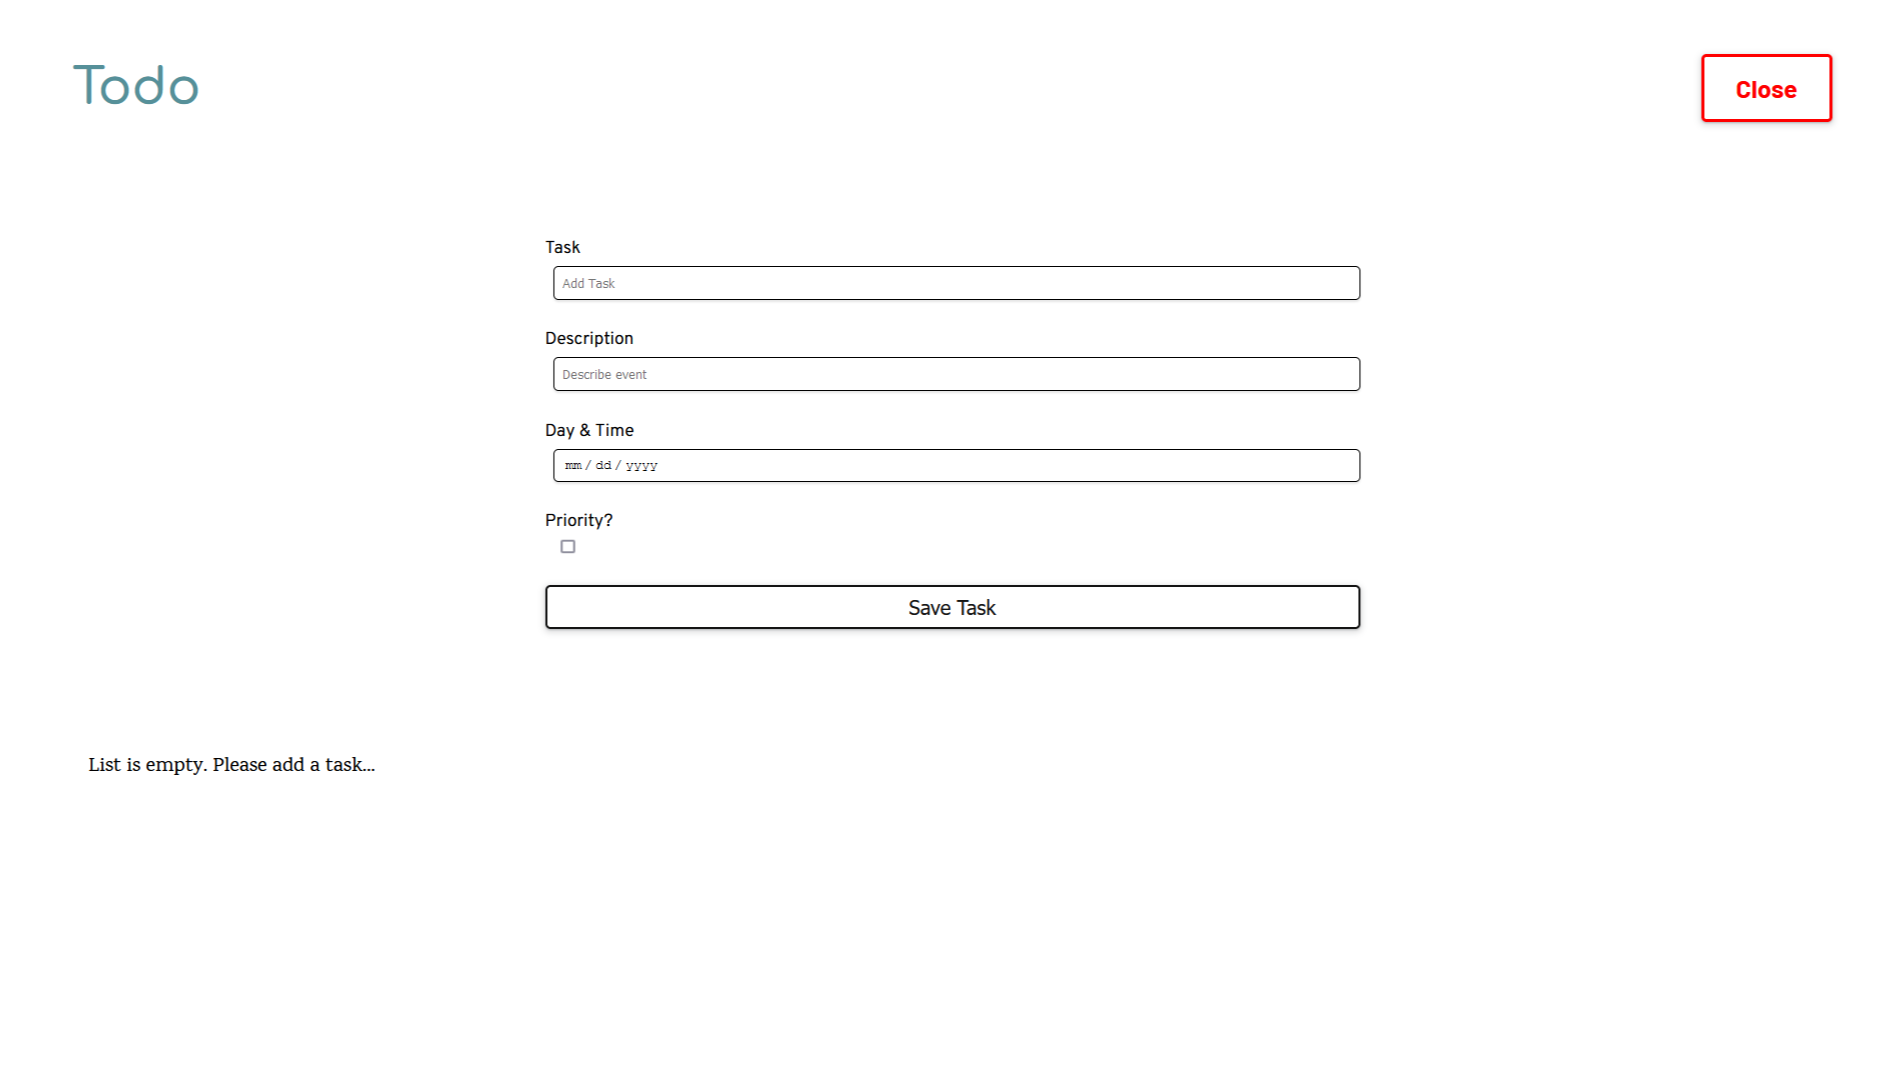 Todo
Close
Task
Add Task
Description
Describe event
Day & Time
mm / dd / yyyy
Priority?
Save Task
List is empty. Please add a task...